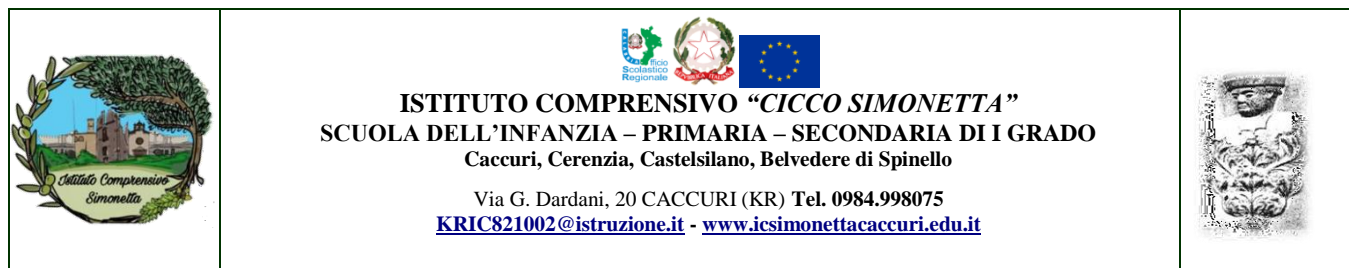 Istituto Comprensivo
Simonetta
Ufficio
Scolastico
Regionale
REPUBBLICA ITALIANA
ISTITUTO COMPRENSIVO “CICCO SIMONETTA”
SCUOLA DELL’INFANZIA – PRIMARIA – SECONDARIA DI I GRADO
Caccuri, Cerenzia, Castelsilano, Belvedere di Spinello
Via G. Dardani, 20 CACCURI (KR) Tel. 0984.998075
KRIC821002@istruzione.it - www.icsimonettacaccuri.edu.it